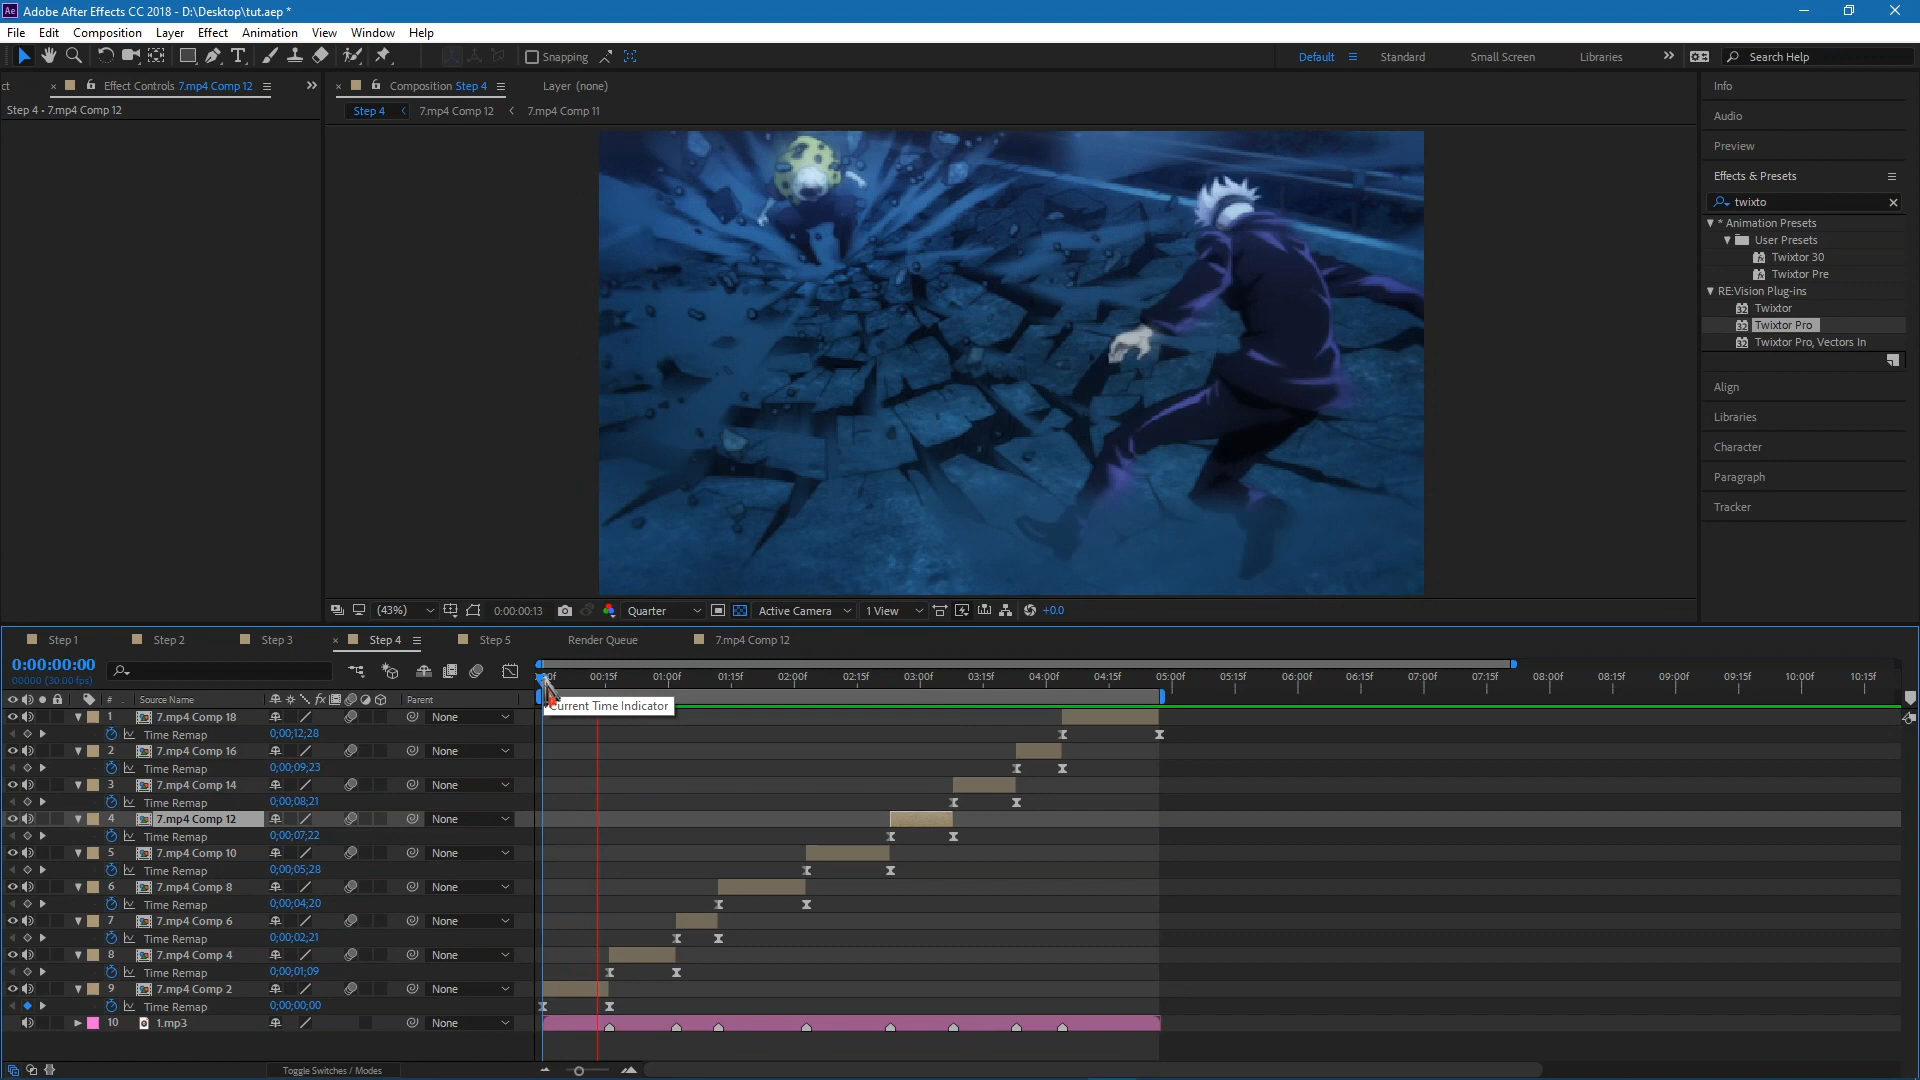 Ae Adobe After Effects CC 2018 - D:\Desktop\tut.aep *
File Edit Composition Layer Effect Animation View Window Help
Snapping
Default Standard Small Screen Libraries Search Help
ct Effect Controls 7.mp4 Comp 12
Step 4 • 7.mp4 Comp 12
Composition Step 4 Layer (none)
Step 4 7.mp4 Comp 12 7.mp4 Comp 11
Info
Audio
Preview
Effects & Presets
twixto
* Animation Presets
User Presets
Twixtor 30
Twixtor Pre
RE:Vision Plug-ins
32 Twixtor
32 Twixtor Pro
32 Twixtor Pro, Vectors In
Align
Libraries
Character
Paragraph
Tracker
(43%) 0:00:00:13 Quarter Active Camera 1 View +0.0
Step 1 Step 2 Step 3 Step 4 Step 5 Render Queue 7.mp4 Comp 12
0:00:00:00
00000 (30.00 fps)
00:15f 01:00f 01:15f 02:00f 02:15f 03:00f 03:15f 04:00f 04:15f 05:00f 05:15f 06:00f 06:15f 07:00f 07:15f 08:00f 08:15f 09:00f 09:15f 10:00f 10:15f
# Source Name fx Parent
Current Time Indicator
1 7.mp4 Comp 18 None
Time Remap 0;00;12;28
2 7.mp4 Comp 16 None
Time Remap 0;00;09;23
3 7.mp4 Comp 14 None
Time Remap 0;00;08;21
4 7.mp4 Comp 12 None
Time Remap 0;00;07;22
5 7.mp4 Comp 10 None
Time Remap 0;00;05;28
6 7.mp4 Comp 8 None
Time Remap 0;00;04;20
7 7.mp4 Comp 6 None
Time Remap 0;00;02;21
8 7.mp4 Comp 4 None
Time Remap 0;00;01;09
9 7.mp4 Comp 2 None
Time Remap 0;00;00;00
10 1.mp3 None
Toggle Switches / Modes